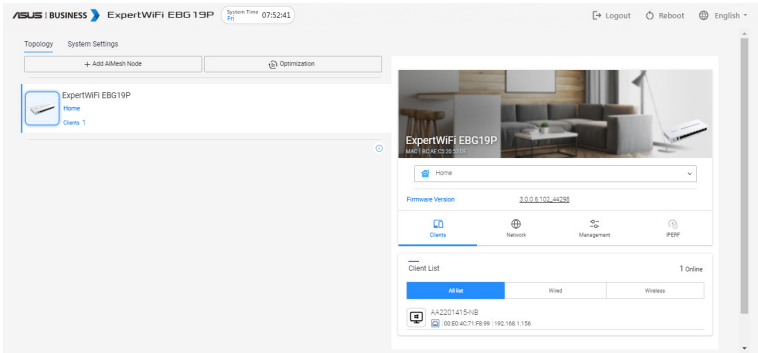 ASUS | BUSINESS ExpertWiFi EBG19P System Time Fri 07:52:41 Logout Reboot English
Topology System Settings
+ Add AiMesh Node Optimization
ExpertWiFi EBG19P
Home
Clients 1
ExpertWiFi EBG19P
Home
Firmware Version 3.0.0.6.102_44298
Clients Network Management IPERF
Client List 1 Online
All list Wired Wireless
AA2201415-NB
00:E0:4C:71:F8:99 192.168.1.156